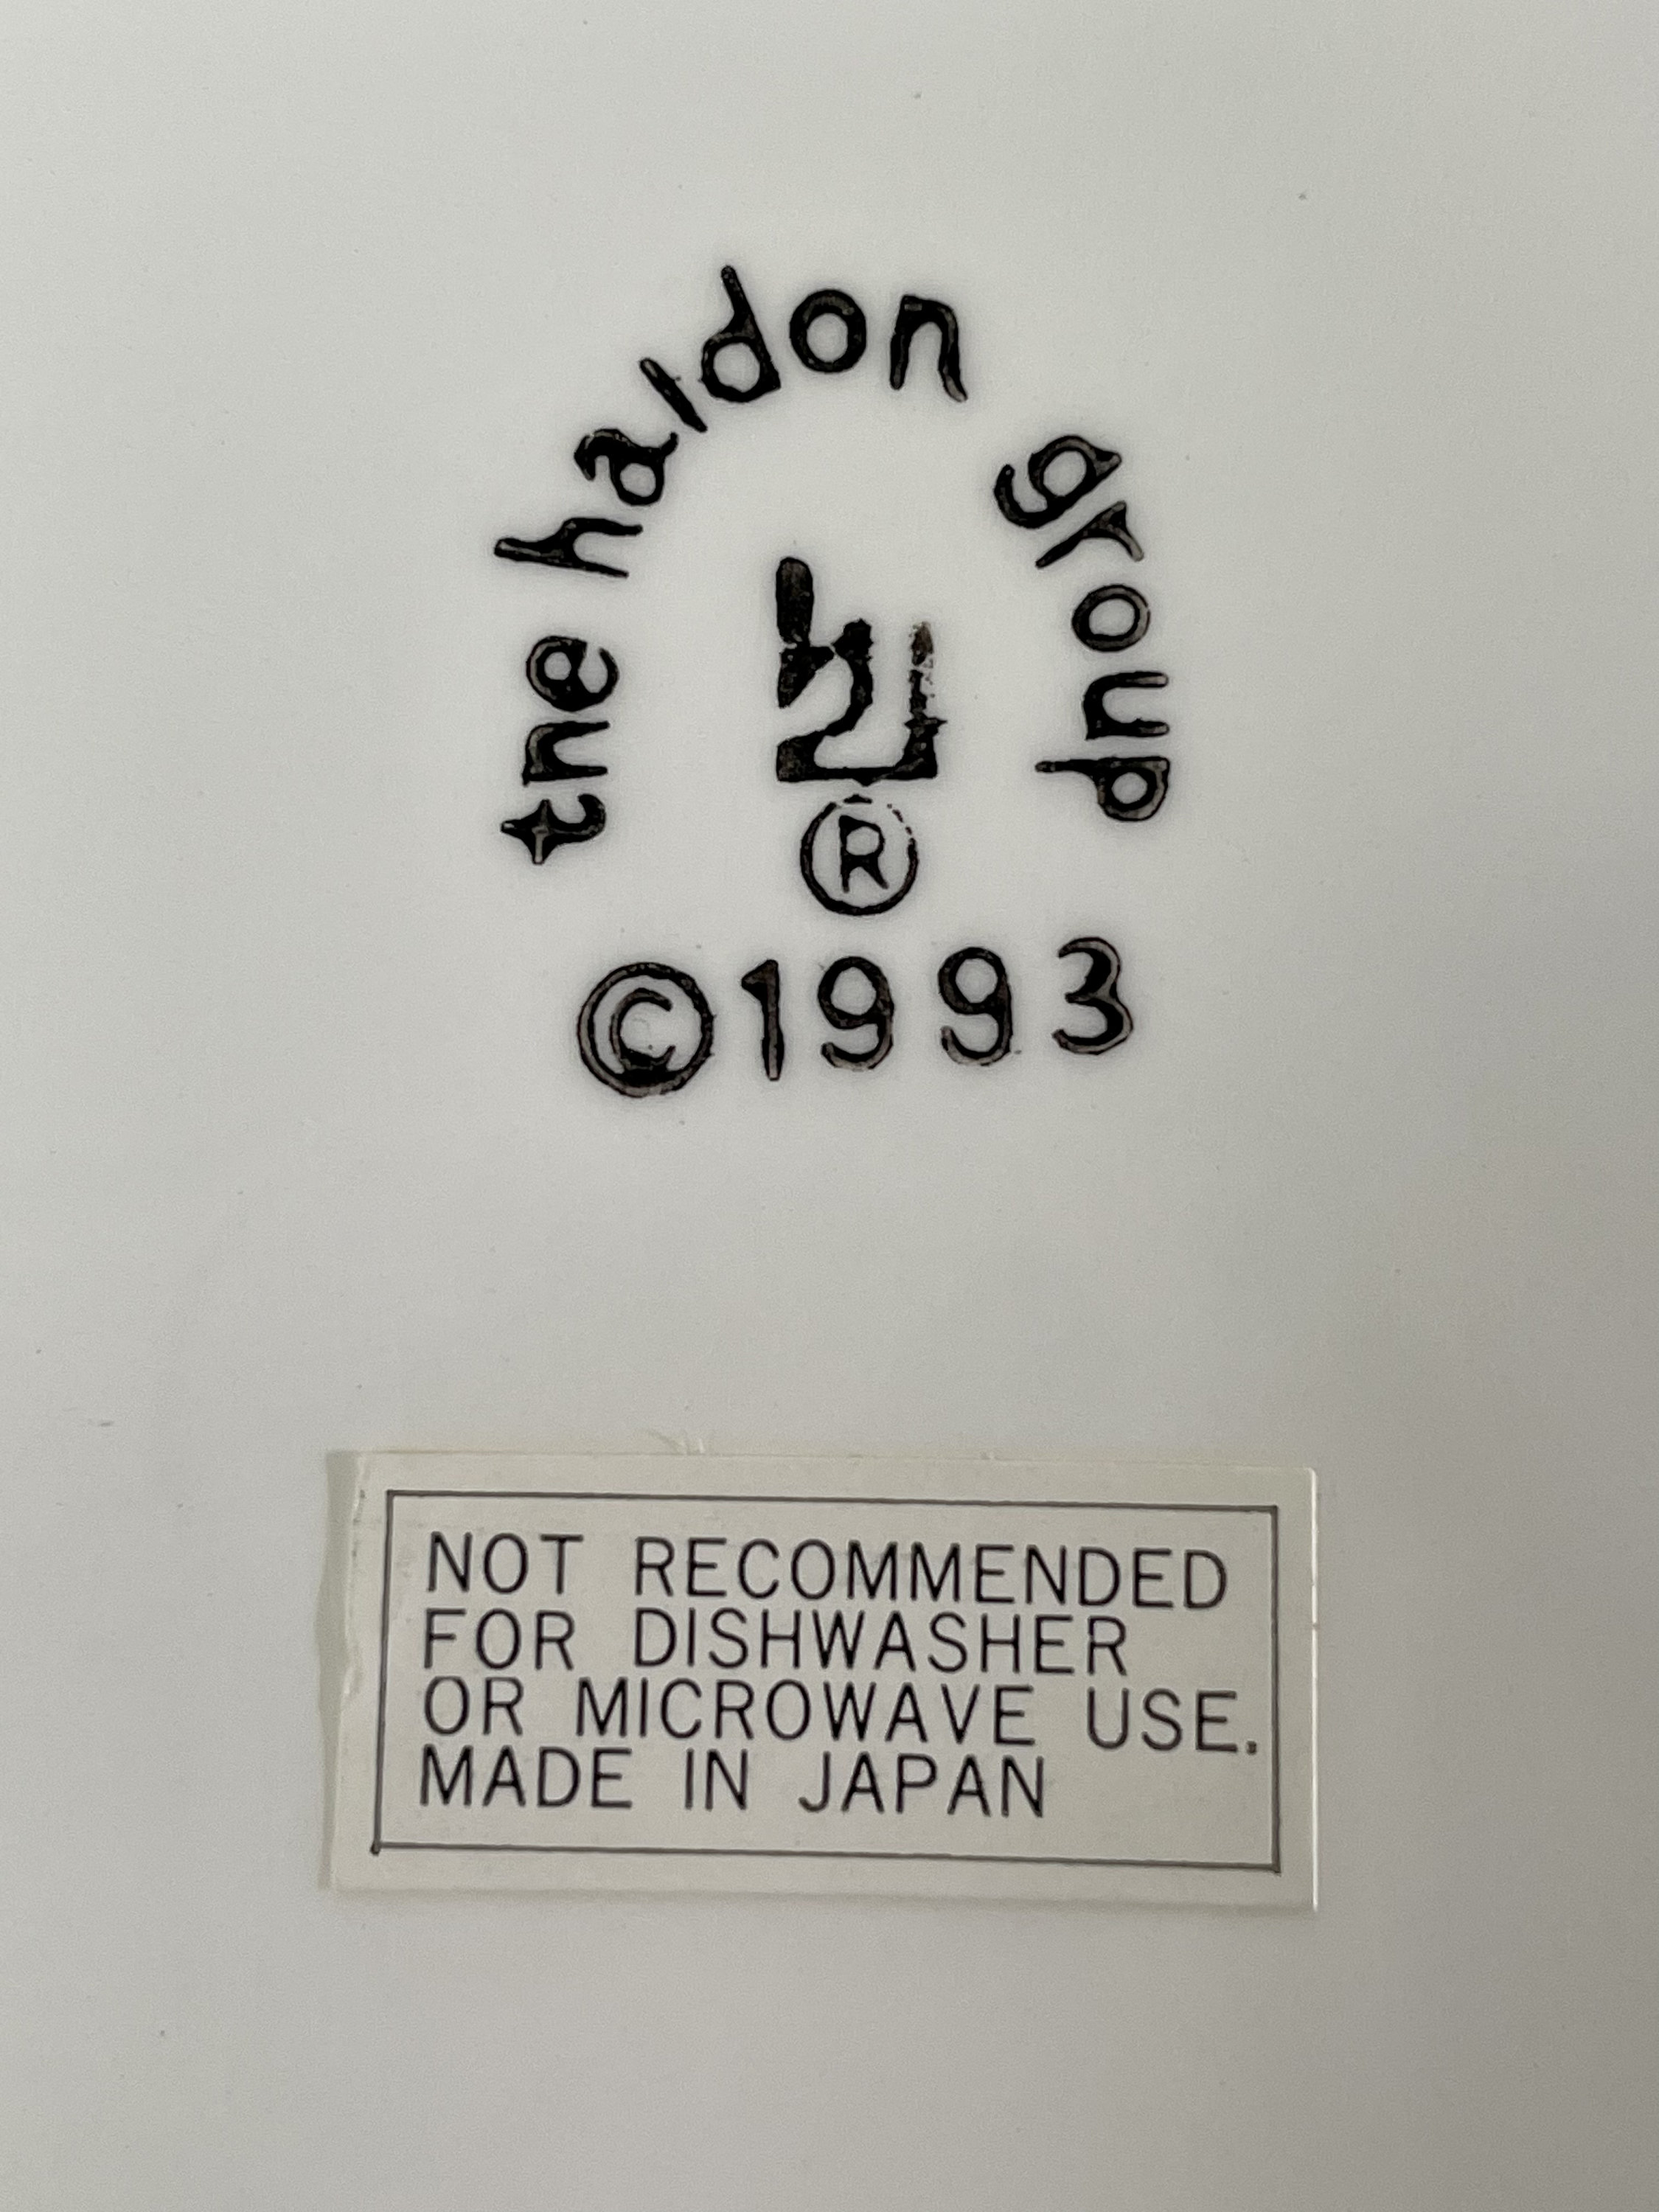 the haldon group
®
©1993
NOT RECOMMENDED
FOR DISHWASHER
OR MICROWAVE USE.
MADE IN JAPAN